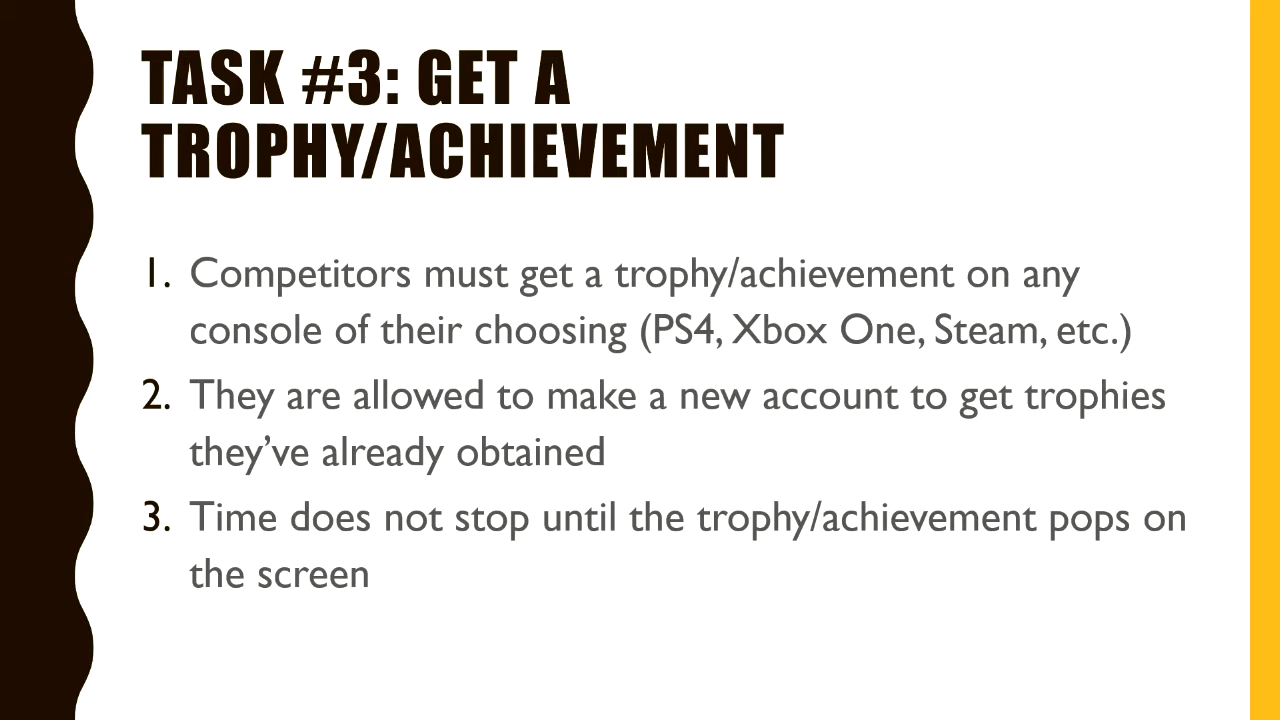 TASK #3: GET A
TROPHY/ACHIEVEMENT
1. Competitors must get a trophy/achievement on any
console of their choosing (PS4, Xbox One, Steam, etc.)
2. They are allowed to make a new account to get trophies
they’ve already obtained
3. Time does not stop until the trophy/achievement pops on
the screen